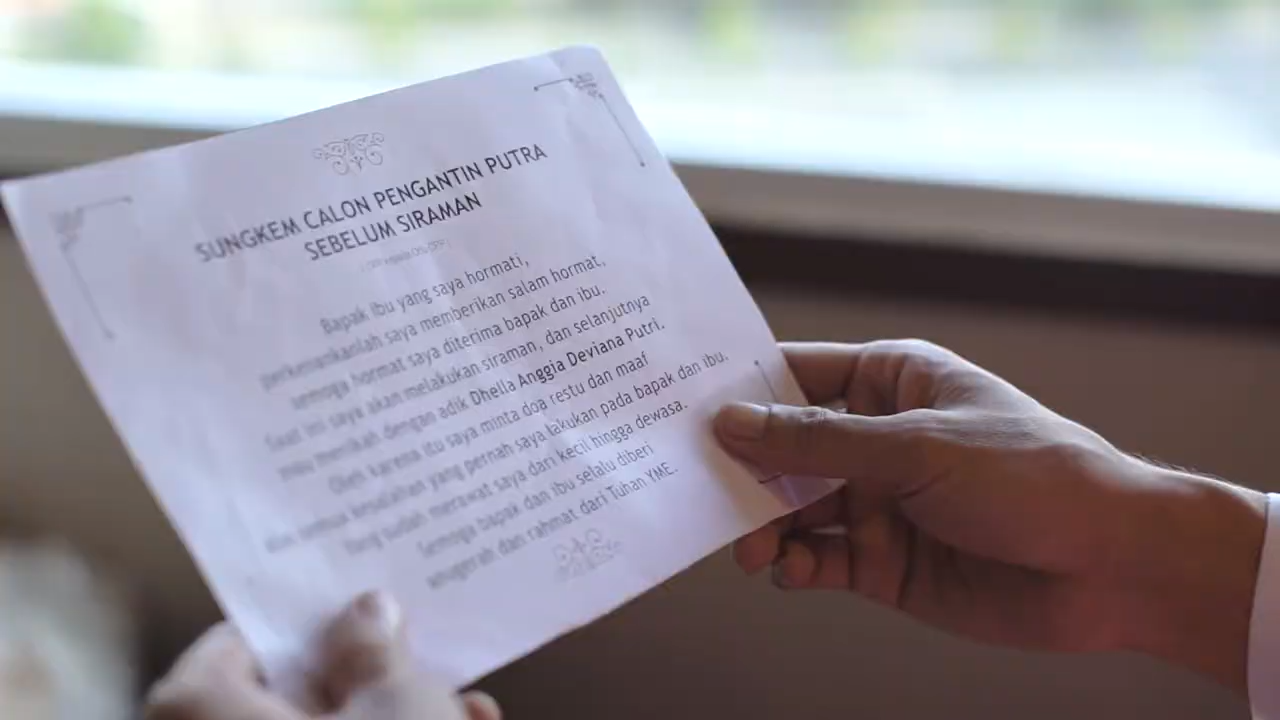 SUNGKEM CALON PENGANTIN PUTRA
SEBELUM SIRAMAN
Bapak Ibu yang saya hormati,
perkenankanlah saya memberikan salam hormat,
semoga hormat saya diterima bapak dan ibu.
Saat ini saya akan melakukan siraman, dan selanjutnya
mau menikah dengan adik Dhella Anggia Deviana Putri.
Oleh karena itu saya minta doa restu dan maaf
semua kesalahan yang pernah saya lakukan pada bapak dan ibu.
Yang sudah merawat saya dari kecil hingga dewasa.
Semoga bapak dan ibu selalu diberi
anugerah dan rahmat dari Tuhan YME.